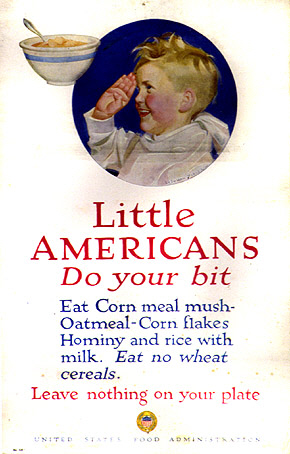 Little
AMERICANS
Do your bit
Eat Corn meal mush-
Oatmeal-Corn flakes
Hominy and rice with
milk. Eat no wheat
cereals.
Leave nothing on your plate
UNITED STATES FOOD ADMINISTRATION